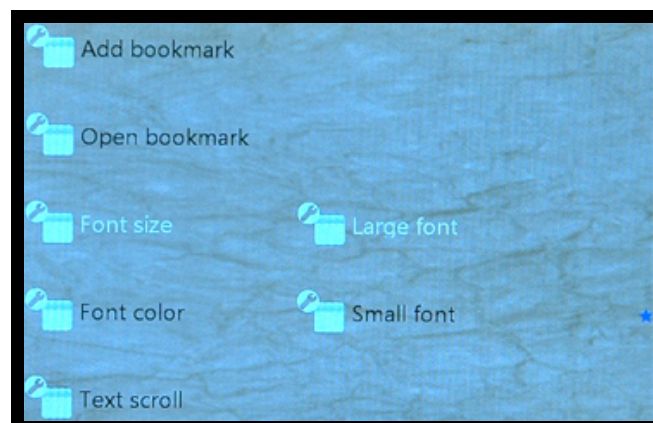 Add bookmark
Open bookmark
Font size
Large font
Font color
Small font
Text scroll